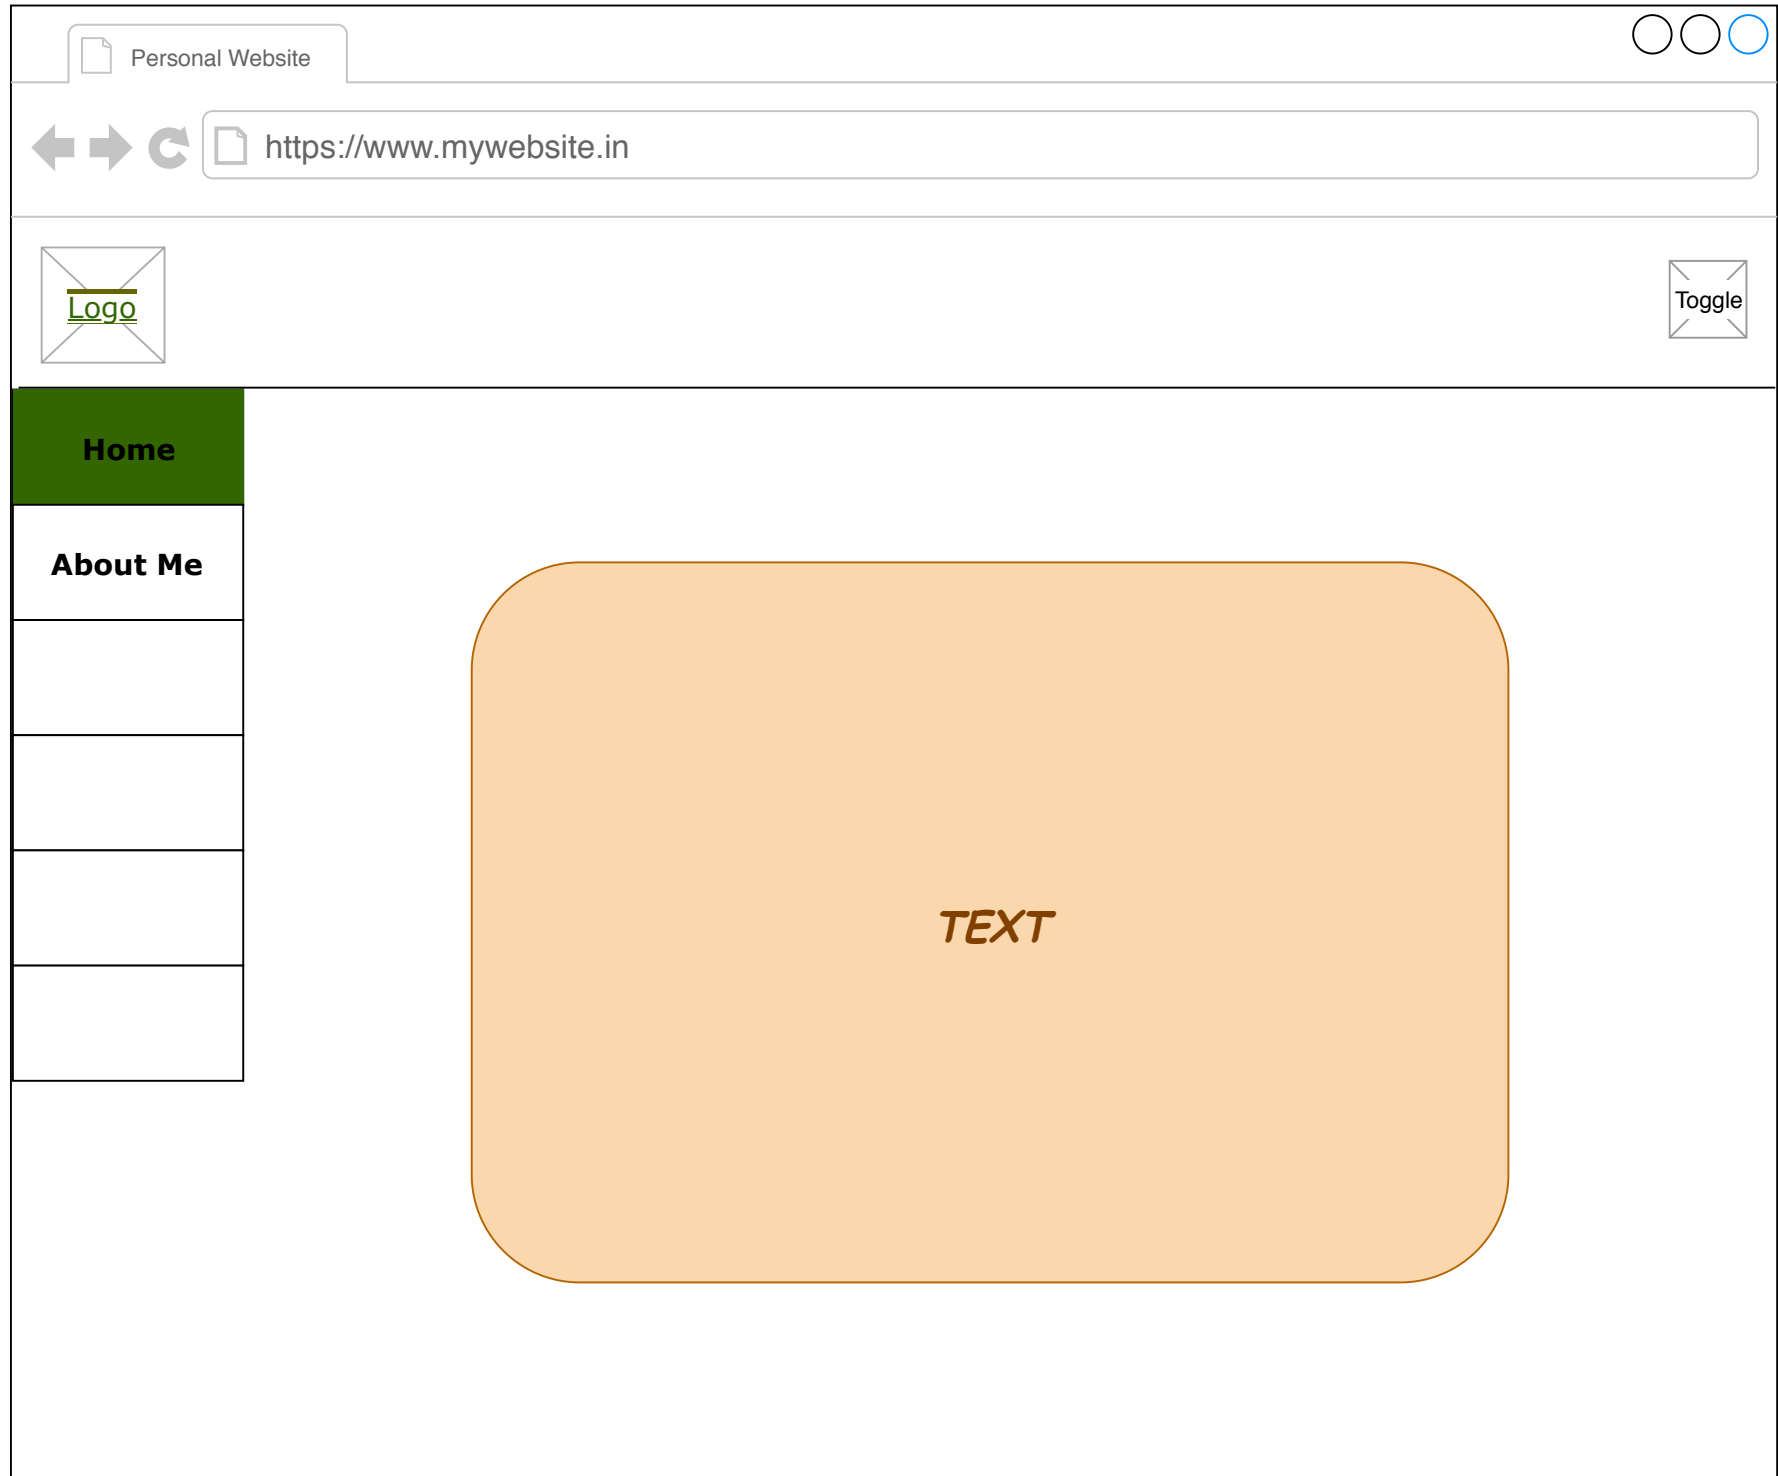 Personal Website
https://www.mywebsite.in
Logo
Toggle
Home
About Me
TEXT